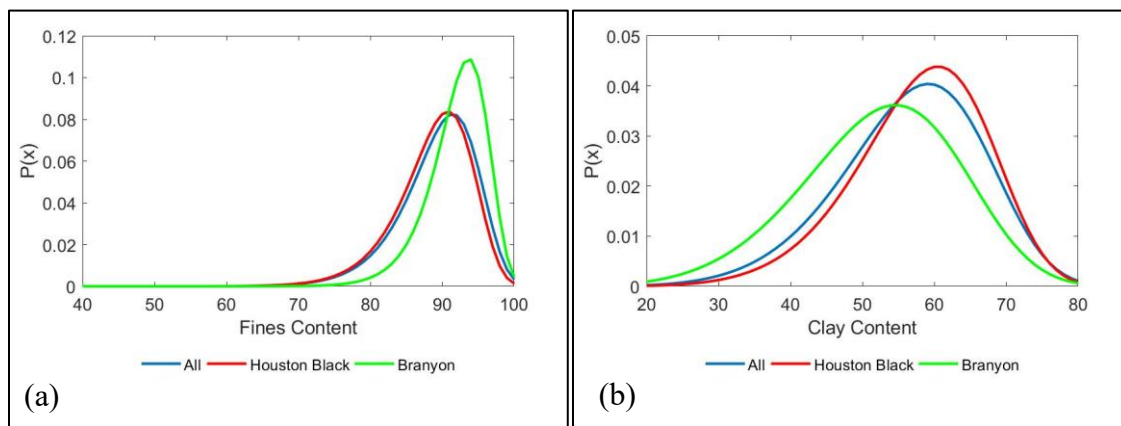 0.12
0.1
0.08
0.06
0.04
0.02
0
P(x)
40 50 60 70 80 90 100
Fines Content
All Houston Black Branyon
(a)
0.05
0.04
0.03
0.02
0.01
0
P(x)
20 30 40 50 60 70 80
Clay Content
All Houston Black Branyon
(b)